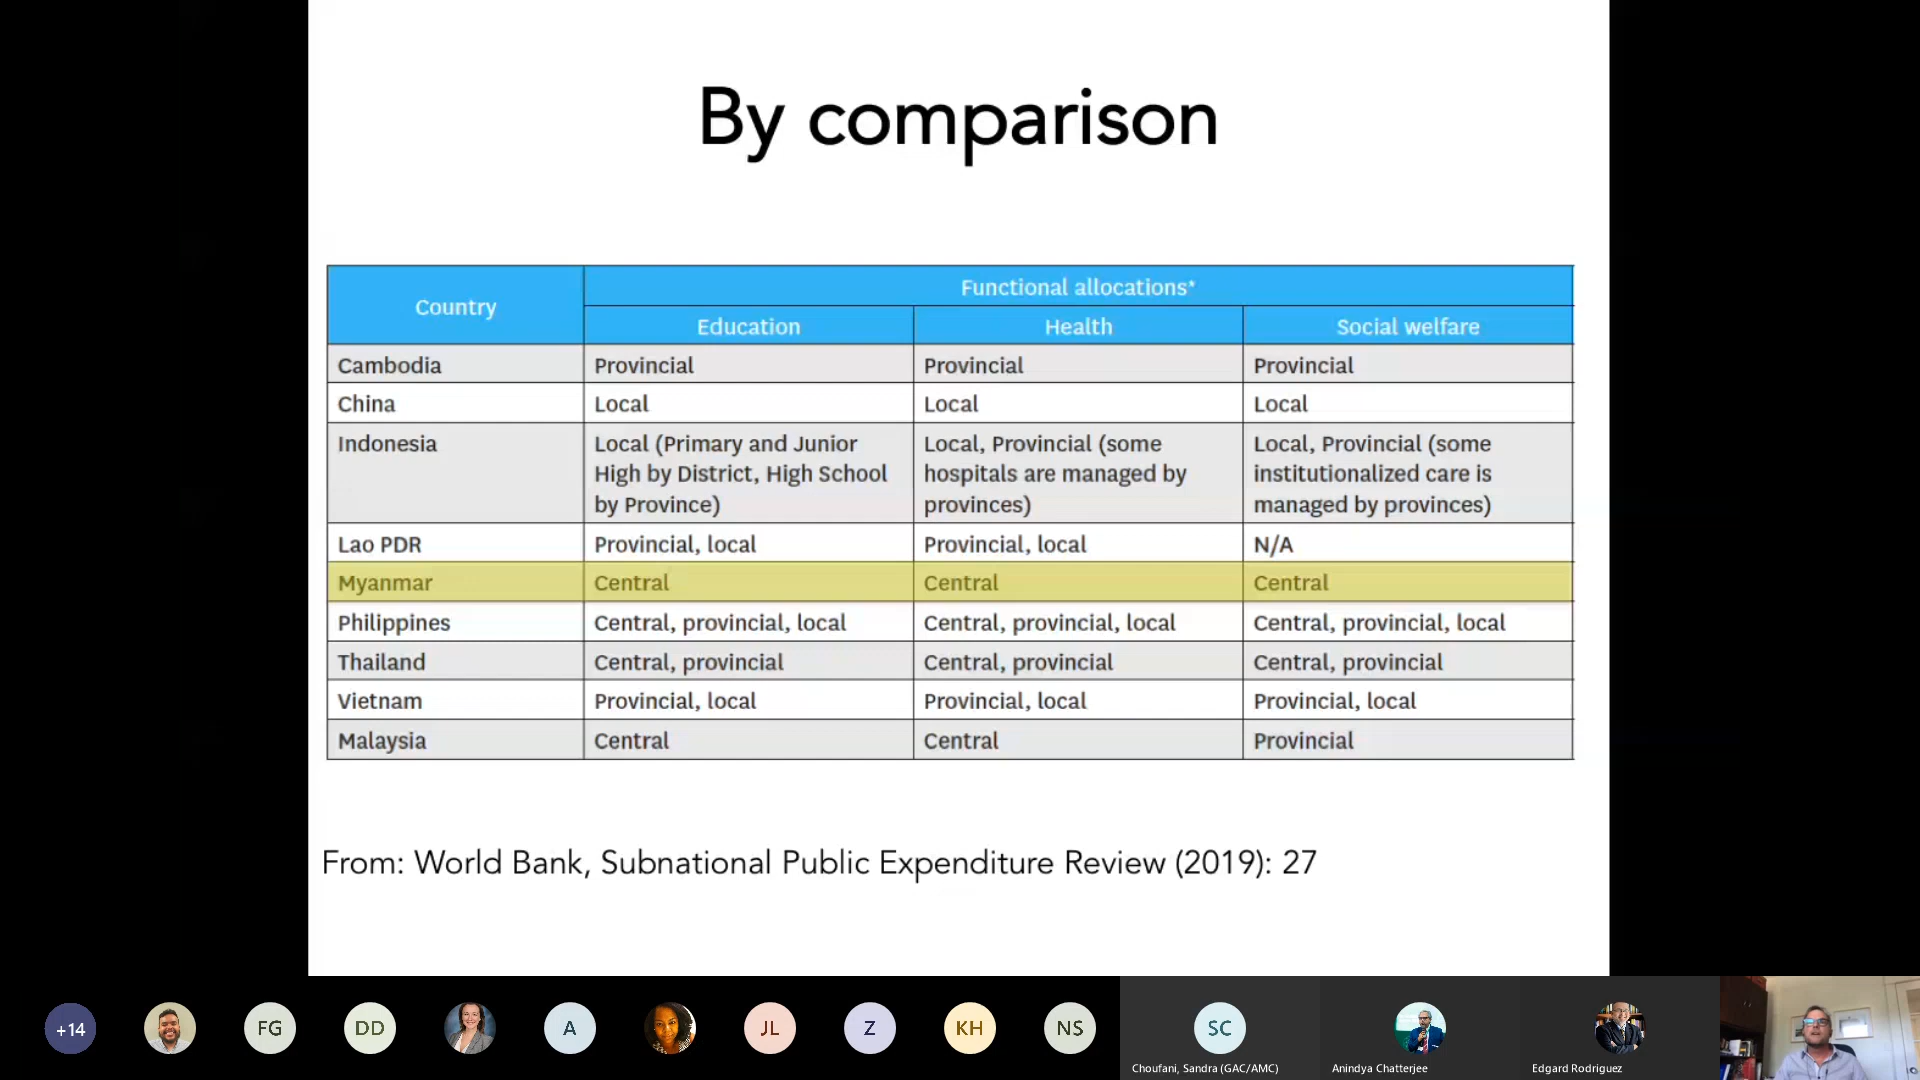 By comparison
Country
Functional allocations*
Education Health Social welfare
Cambodia Provincial Provincial Provincial
China Local Local Local
Indonesia Local (Primary and Junior Local, Provincial (some Local, Provincial (some
High by District, High School hospitals are managed by institutionalized care is
by Province) provinces) managed by provinces)
Lao PDR Provincial, local Provincial, local N/A
Myanmar Central Central Central
Philippines Central, provincial, local Central, provincial, local Central, provincial, local
Thailand Central, provincial Central, provincial Central, provincial
Vietnam Provincial, local Provincial, local Provincial, local
Malaysia Central Central Provincial
From: World Bank, Subnational Public Expenditure Review (2019): 27
+14 FG DD A JL Z KH NS SC
Choufani, Sandra (GAC/AMC) Anindya Chatterjee Edgard Rodriguez